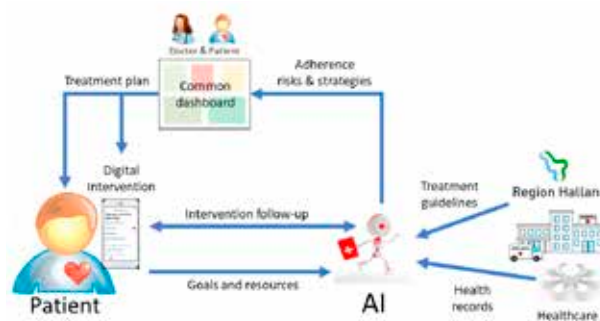 Doctor & Patient
Treatment plan
Common
dashboard
Adherence
risks & strategies
Digital
Intervention
Intervention follow-up
Treatment
guidelines
Region Hallan
Goals and resources
Health
records
Patient
AI
Healthcare